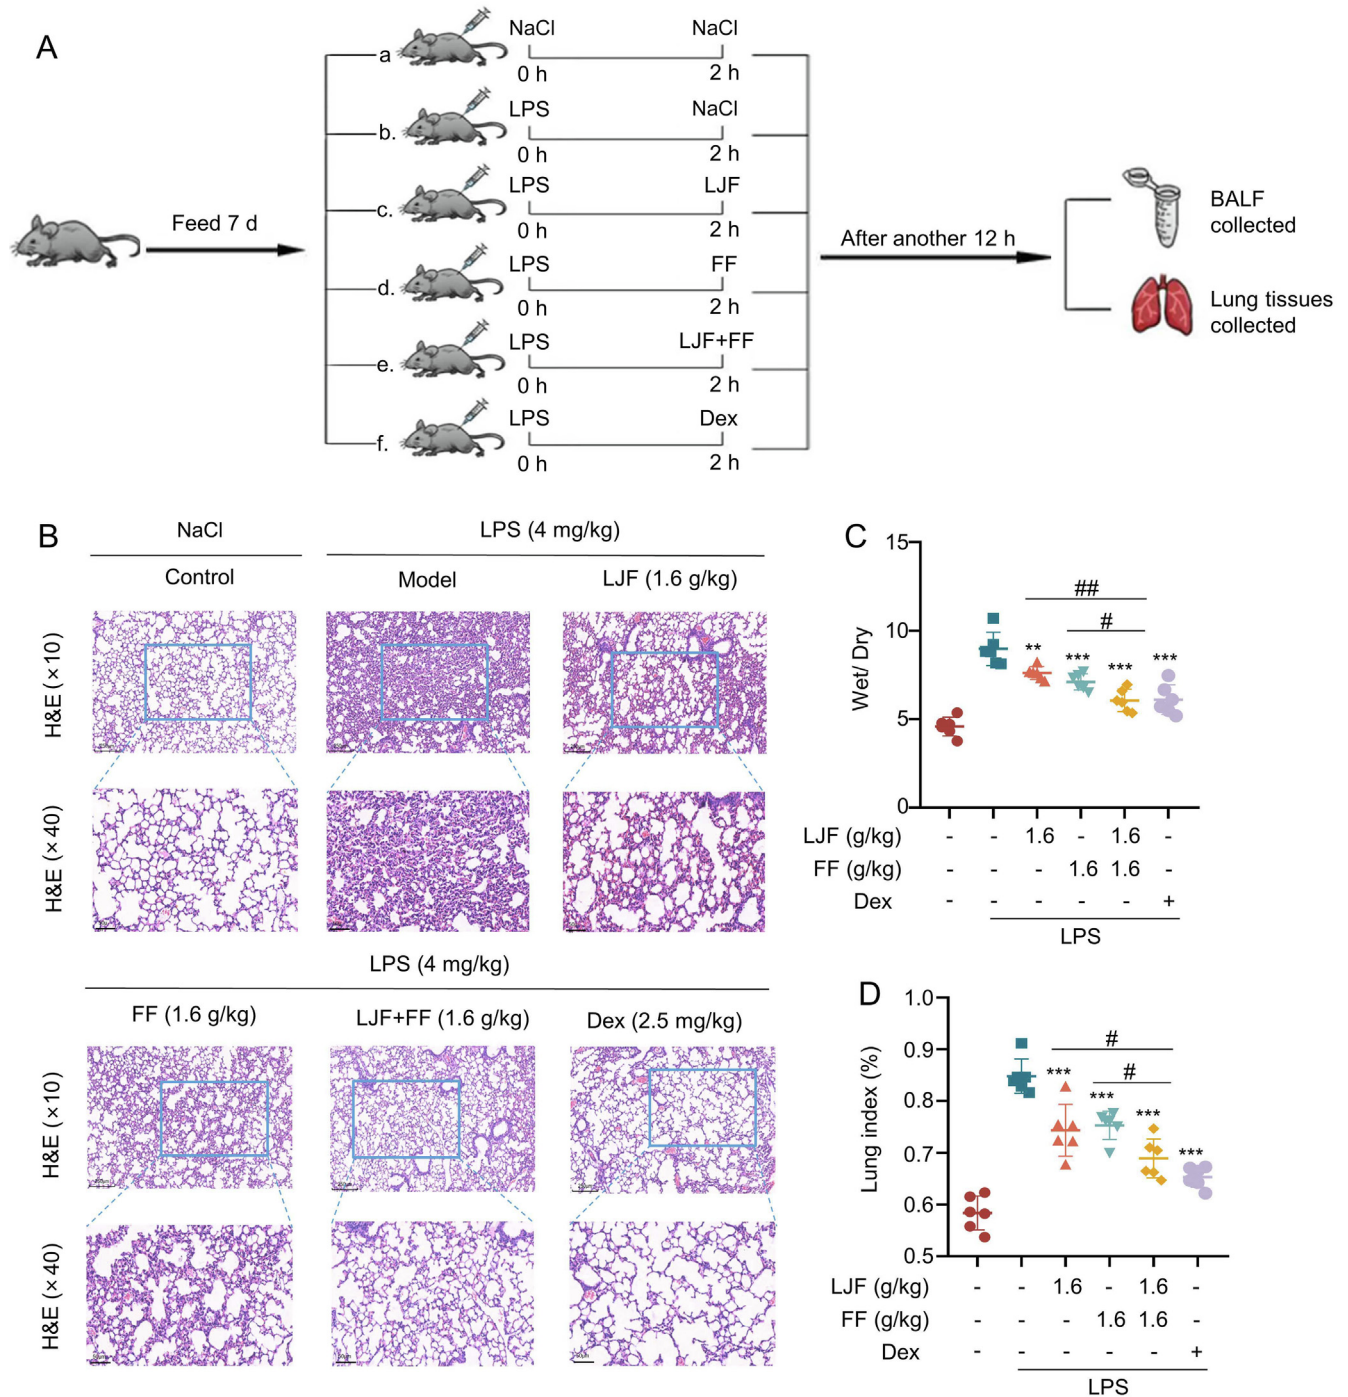 A
a
NaCl NaCl
0 h 2 h
b.
LPS NaCl
0 h 2 h
c.
LPS LJF
0 h 2 h
d.
LPS FF
0 h 2 h
e.
LPS LJF+FF
0 h 2 h
f.
LPS Dex
0 h 2 h
Feed 7 d
After another 12 h
BALF
collected
Lung tissues
collected
B
NaCl LPS (4 mg/kg)
Control Model LJF (1.6 g/kg)
H&E (×10)
H&E (×40)
LPS (4 mg/kg)
FF (1.6 g/kg) LJF+FF (1.6 g/kg) Dex (2.5 mg/kg)
H&E (×10)
H&E (×40)
C
Wet/ Dry
15
10
5
0
##
#
** *** *** ***
LJF (g/kg) - - 1.6 - 1.6 -
FF (g/kg) - - - 1.6 1.6 -
Dex - - - - - +
LPS
D
Lung index (%)
1.0
0.9
0.8
0.7
0.6
0.5
#
#
*** *** *** ***
LJF (g/kg) - - 1.6 - 1.6 -
FF (g/kg) - - - 1.6 1.6 -
Dex - - - - - +
LPS